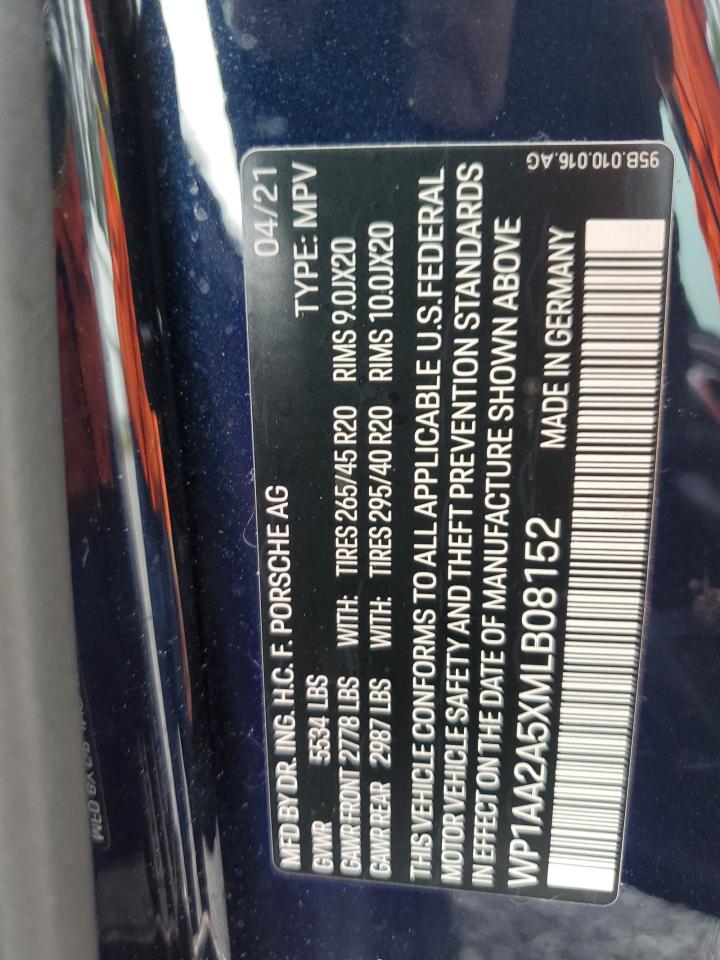 MFD BY DR. ING. H.C. F. PORSCHE AG 04/21
GVWR 5534 LBS TYPE: MPV
GAWR FRONT 2778 LBS WITH: TIRES 265/45 R20 RIMS 9.0JX20
GAWR REAR 2987 LBS WITH: TIRES 295/40 R20 RIMS 10.0JX20
THIS VEHICLE CONFORMS TO ALL APPLICABLE U.S. FEDERAL
MOTOR VEHICLE SAFETY AND THEFT PREVENTION STANDARDS
IN EFFECT ON THE DATE OF MANUFACTURE SHOWN ABOVE
WP1AA2A5XMLB08152 MADE IN GERMANY
95B.010.016.AG